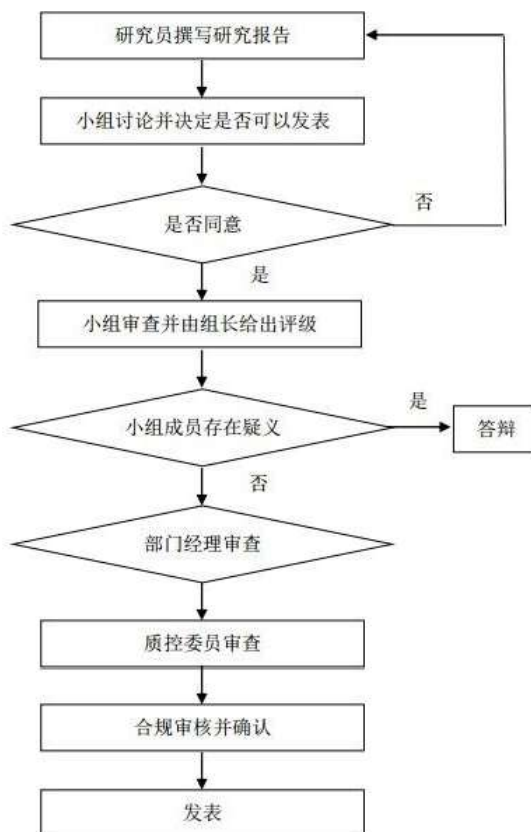 研究员撰写研究报告
小组讨论并决定是否可以发表
是否同意
否
是
小组审查并由组长给出评级
小组成员存在疑义
是
答辩
否
部门经理审查
质控委员审查
合规审核并确认
发表